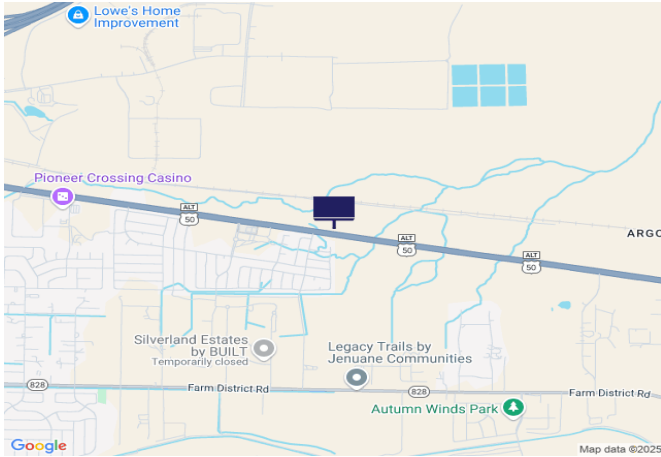 Lowe's Home
Improvement
Pioneer Crossing Casino
ALT
50
ALT
50
ARGO
ALT
50
Silverland Estates
by BUILT
Temporarily closed
Legacy Trails by
Jenuane Communities
828
Farm District Rd
828
Farm District Rd
Autumn Winds Park
Google
Map data ©2025